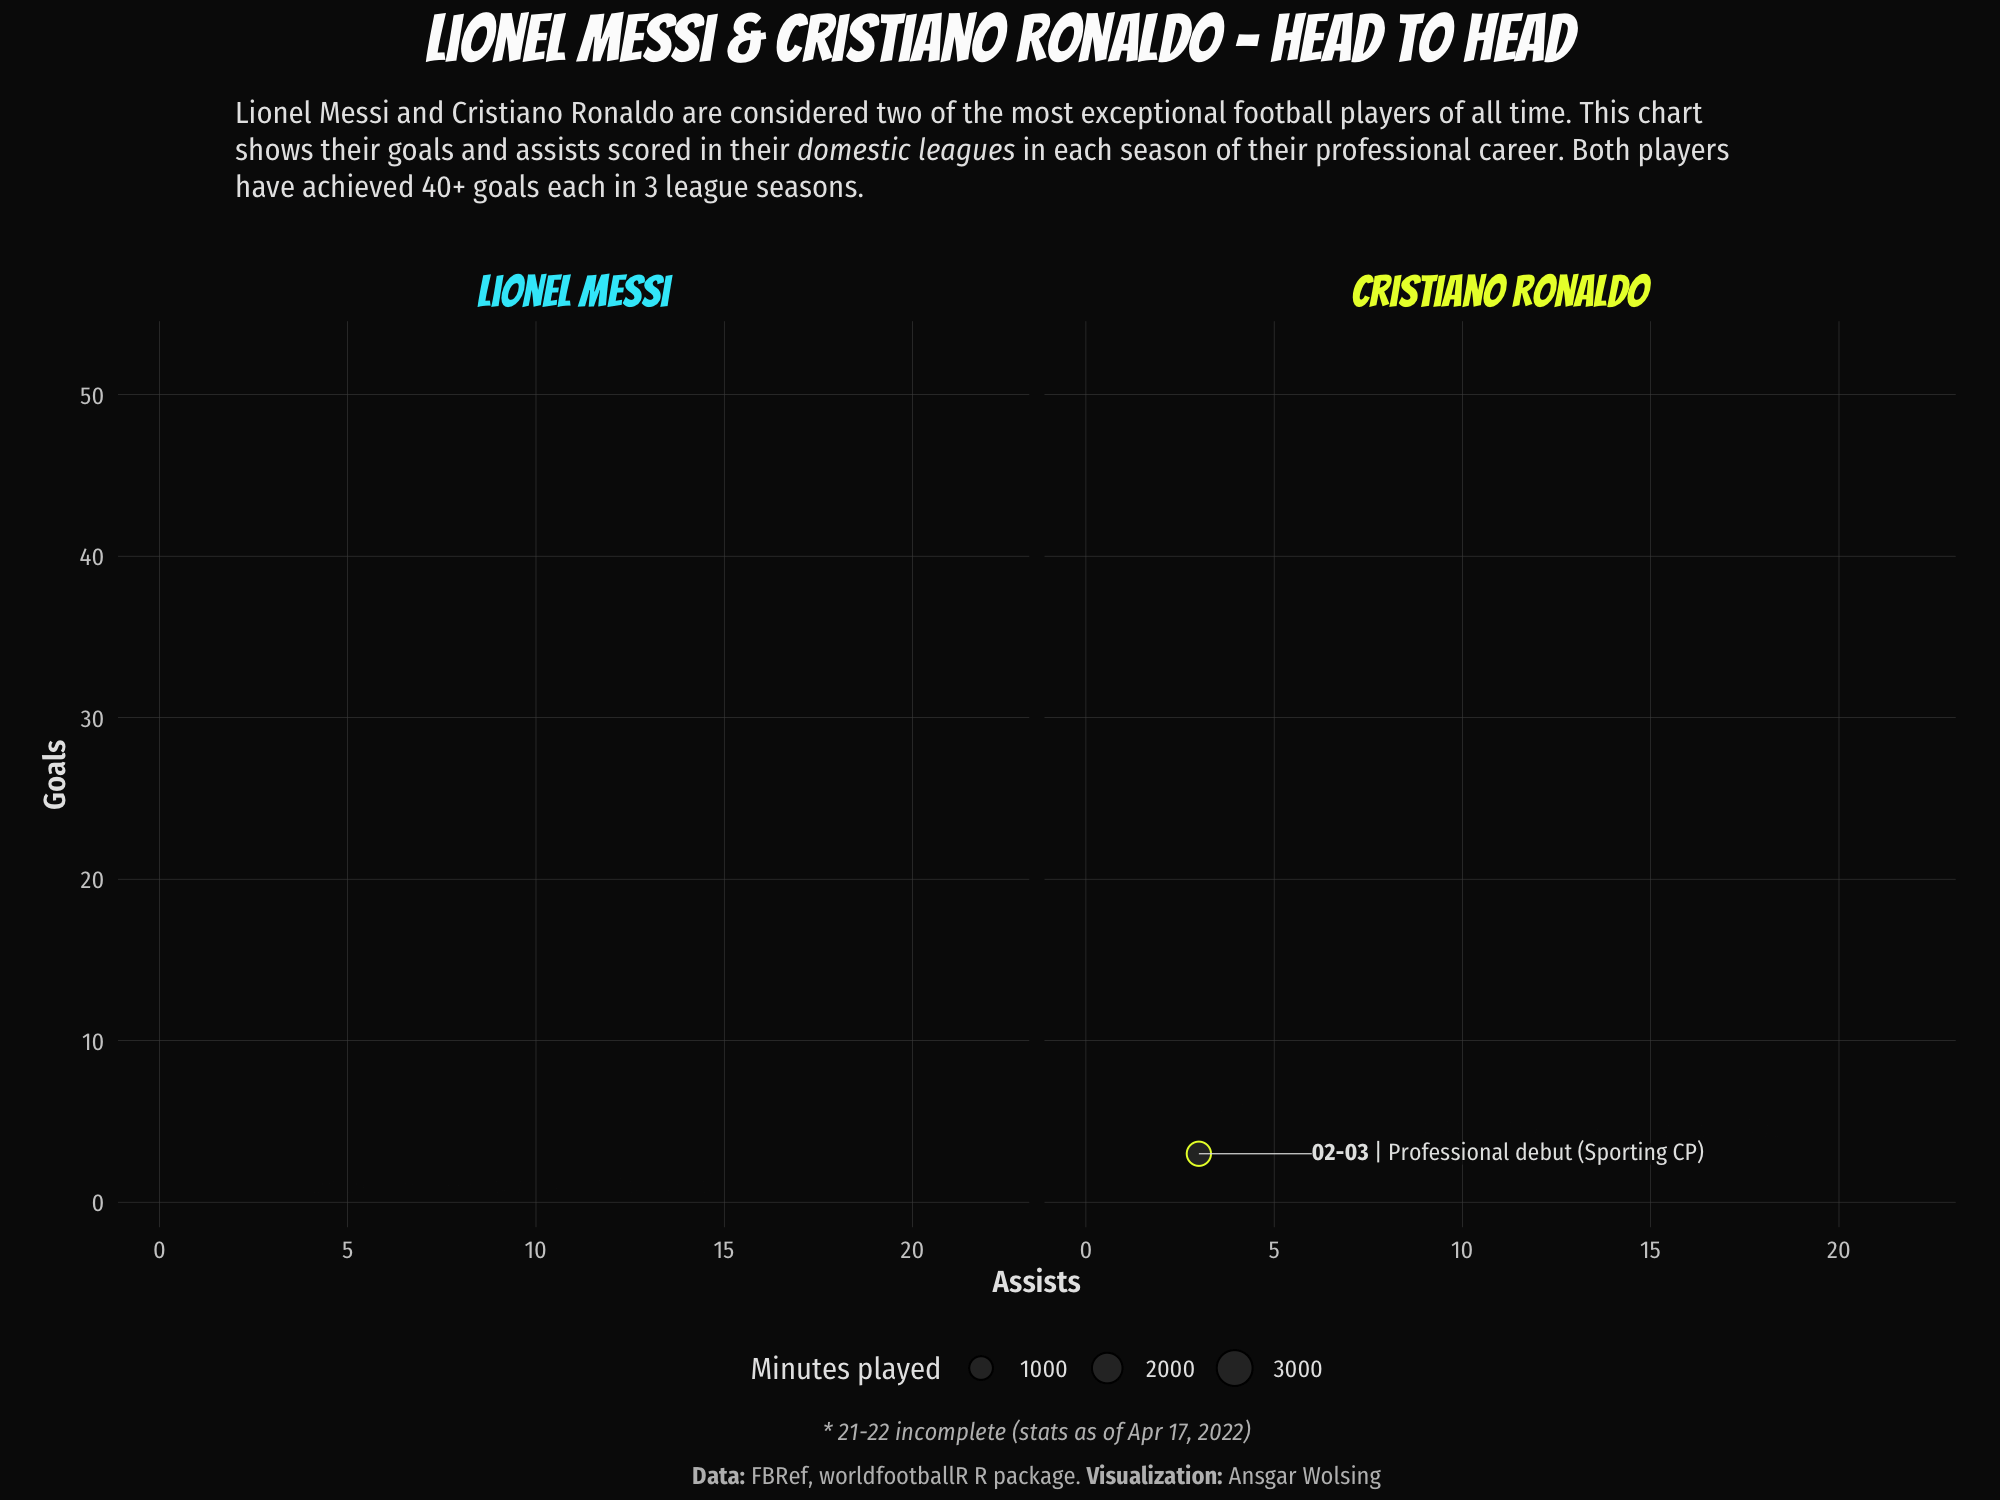 LIONEL MESSI & CRISTIANO RONALDO - HEAD TO HEAD
Lionel Messi and Cristiano Ronaldo are considered two of the most exceptional football players of all time. This chart
shows their goals and assists scored in their domestic leagues in each season of their professional career. Both players
have achieved 40+ goals each in 3 league seasons.
LIONEL MESSI
CRISTIANO RONALDO
50
40
30
20
10
0
Goals
02-03 | Professional debut (Sporting CP)
0 5 10 15 20
0 5 10 15 20
Assists
Minutes played 1000 2000 3000
* 21-22 incomplete (stats as of Apr 17, 2022)
Data: FBRef, worldfootballR R package. Visualization: Ansgar Wolsing